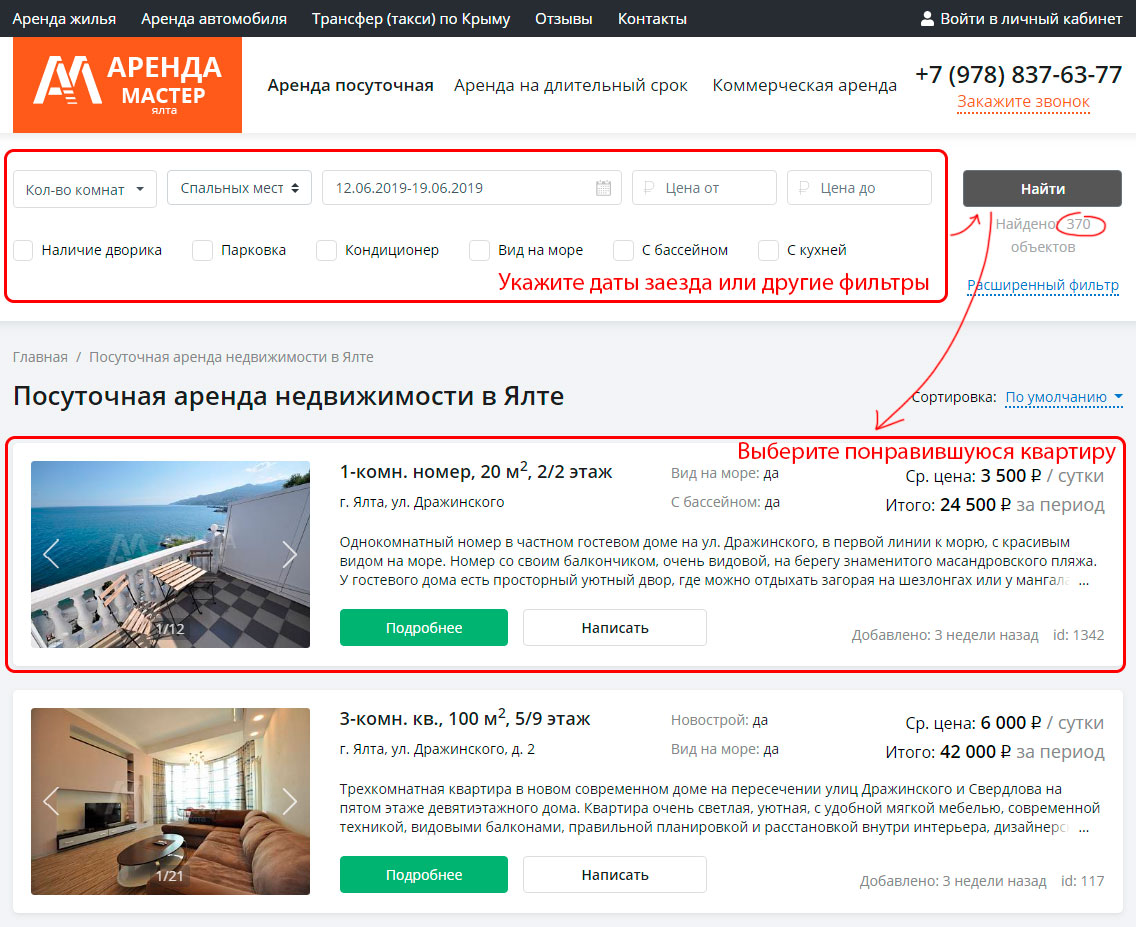 Аренда жилья Аренда автомобиля Трансфер (такси) по Крыму Отзывы Контакты Войти в личный кабинет
АРЕНДА
МАСТЕР
ЯЛТА
Аренда посуточная Аренда на длительный срок Коммерческая аренда
+7 (978) 837-63-77
Закажите звонок
Кол-во комнат Спальных мест 12.06.2019-19.06.2019 ₽ Цена от ₽ Цена до Найти
Найдено: 370
объектов
Наличие дворика Парковка Кондиционер Вид на море С бассейном С кухней
Укажите даты заезда или другие фильтры
Расширенный фильтр
Главная / Посуточная аренда недвижимости в Ялте
Посуточная аренда недвижимости в Ялте
Сортировка: По умолчанию
Выберите понравившуюся квартиру
1-комн. номер, 20 м², 2/2 этаж
Вид на море: да
Ср. цена: 3 500 ₽ / сутки
г. Ялта, ул. Дражинского
С бассейном: да
Итого: 24 500 ₽ за период
Однокомнатный номер в частном гостевом доме на ул. Дражинского, в первой линии к морю, с красивым
видом на море. Номер со своим балкончиком, очень видовой, на берегу знаменитого масандровского пляжа.
У гостевого дома есть просторный уютный двор, где можно отдыхать загорая на шезлонгах или у мангала ...
1/12
Подробнее Написать
Добавлено: 3 недели назад id: 1342
3-комн. кв., 100 м², 5/9 этаж
Новострой: да
Ср. цена: 6 000 ₽ / сутки
г. Ялта, ул. Дражинского, д. 2
Вид на море: да
Итого: 42 000 ₽ за период
Трехкомнатная квартира в новом современном доме на пересечении улиц Дражинского и Свердлова на
пятом этаже девятиэтажного дома. Квартира очень светлая, уютная, с удобной мягкой мебелью, современной
техникой, видовыми балконами, правильной планировкой и расстановкой внутри интерьера, дизайнерс ...
1/21
Подробнее Написать
Добавлено: 3 недели назад id: 117